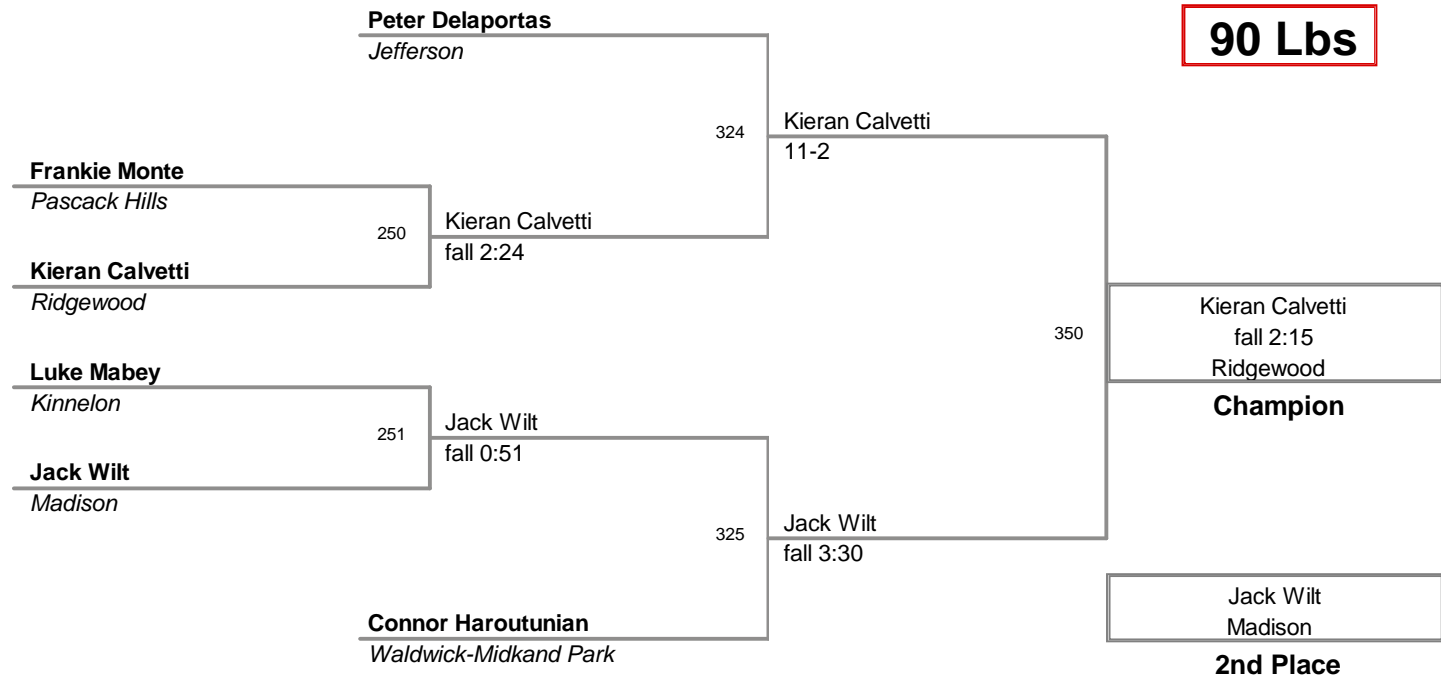 Peter Delaportas
Jefferson
90 Lbs
324
Kieran Calvetti
11-2
Frankie Monte
Pascack Hills
250
Kieran Calvetti
fall 2:24
Kieran Calvetti
Ridgewood
350
Kieran Calvetti
fall 2:15
Ridgewood
Champion
Luke Mabey
Kinnelon
251
Jack Wilt
fall 0:51
Jack Wilt
Madison
325
Jack Wilt
fall 3:30
Connor Haroutunian
Waldwick-Midkand Park
Jack Wilt
Madison
2nd Place